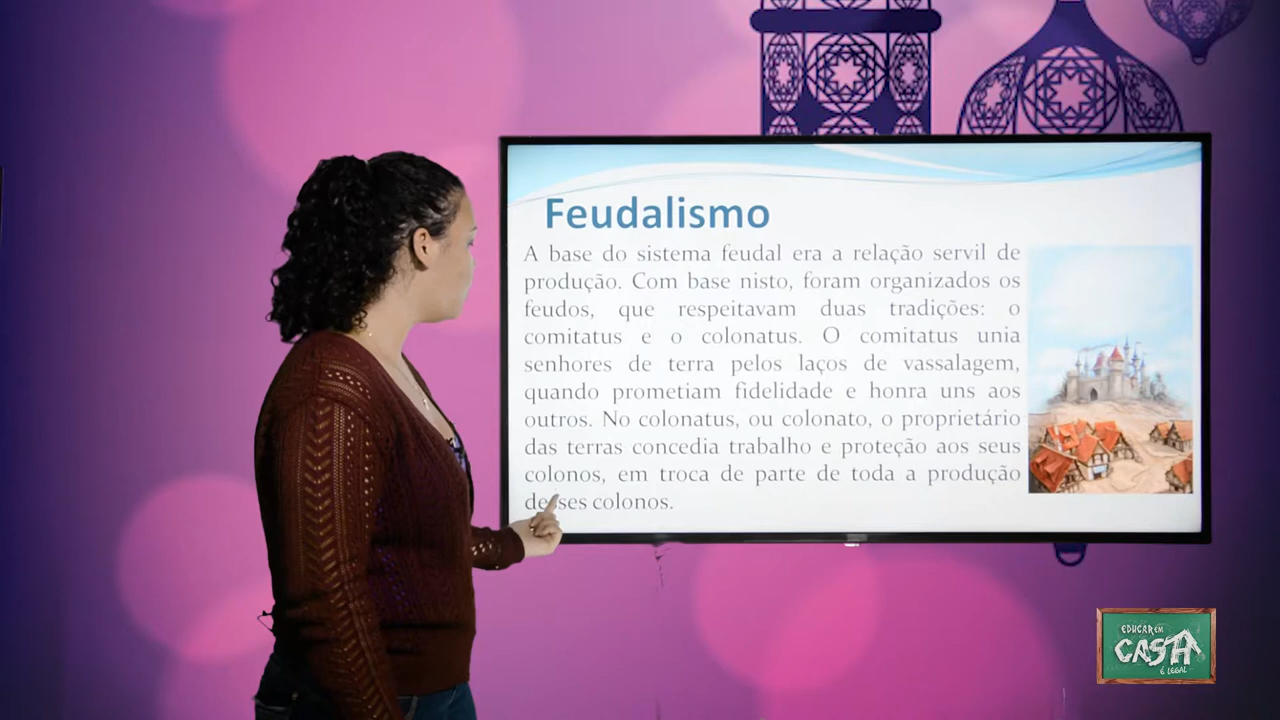 Feudalismo
A base do sistema feudal era a relação servil de
produção. Com base nisto, foram organizados os
feudos, que respeitavam duas tradições: o
comitatus e o colonatus. O comitatus unia
senhores de terra pelos laços de vassalagem,
quando prometiam fidelidade e honra uns aos
outros. No colonatus, ou colonato, o proprietário
das terras concedia trabalho e proteção aos seus
colonos, em troca de parte de toda a produção
desses colonos.
EDUCAR EM
CASA
É LEGAL